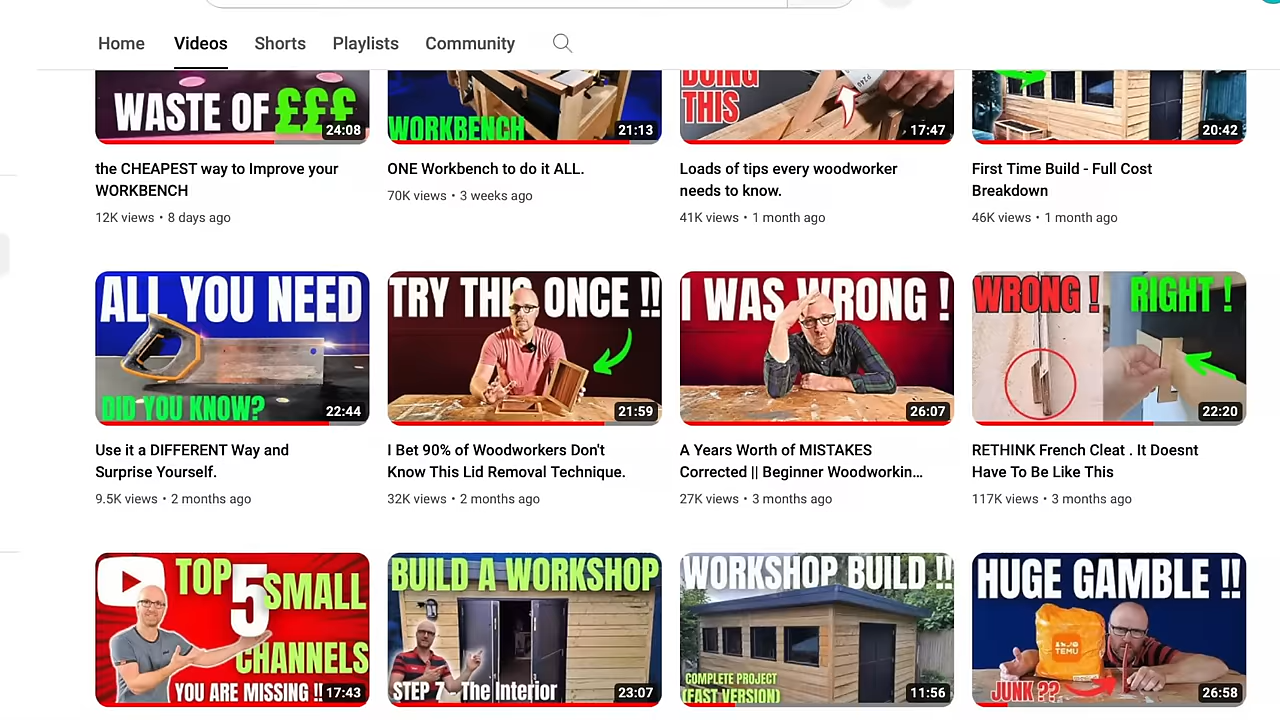 Home Videos Shorts Playlists Community
WASTE OF £££
24:08
WORKBENCH
21:13
DOING
THIS
17:47
20:42
the CHEAPEST way to Improve your
WORKBENCH
12K views • 8 days ago
ONE Workbench to do it ALL.
70K views • 3 weeks ago
Loads of tips every woodworker
needs to know.
41K views • 1 month ago
First Time Build - Full Cost
Breakdown
46K views • 1 month ago
ALL YOU NEED
DID YOU KNOW?
22:44
TRY THIS ONCE !!
21:59
I WAS WRONG !
26:07
WRONG ! RIGHT !
22:20
Use it a DIFFERENT Way and
Surprise Yourself.
9.5K views • 2 months ago
I Bet 90% of Woodworkers Don't
Know This Lid Removal Technique.
32K views • 2 months ago
A Years Worth of MISTAKES
Corrected || Beginner Woodworkin...
27K views • 3 months ago
RETHINK French Cleat . It Doesnt
Have To Be Like This
117K views • 3 months ago
TOP 5 SMALL
CHANNELS
YOU ARE MISSING !!
17:43
BUILD A WORKSHOP
STEP 7 - The Interior
23:07
WORKSHOP BUILD !!
COMPLETE PROJECT
(FAST VERSION)
11:56
HUGE GAMBLE !!
TEMU
JUNK ??
26:58